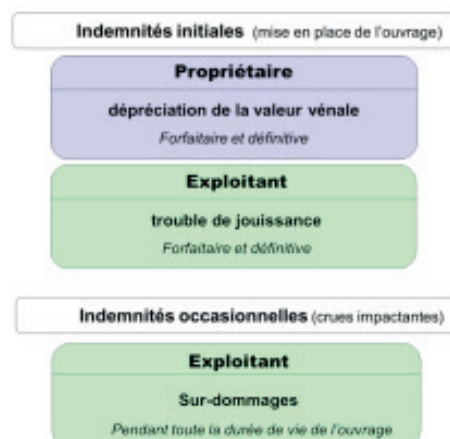 Indemnités initiales (mise en place de l'ouvrage)
Propriétaire
dépréciation de la valeur vénale
Forfaitaire et définitive
Exploitant
trouble de jouissance
Forfaitaire et définitive
Indemnités occasionnelles (crues impactantes)
Exploitant
Sur-dommages
Pendant toute la durée de vie de l'ouvrage